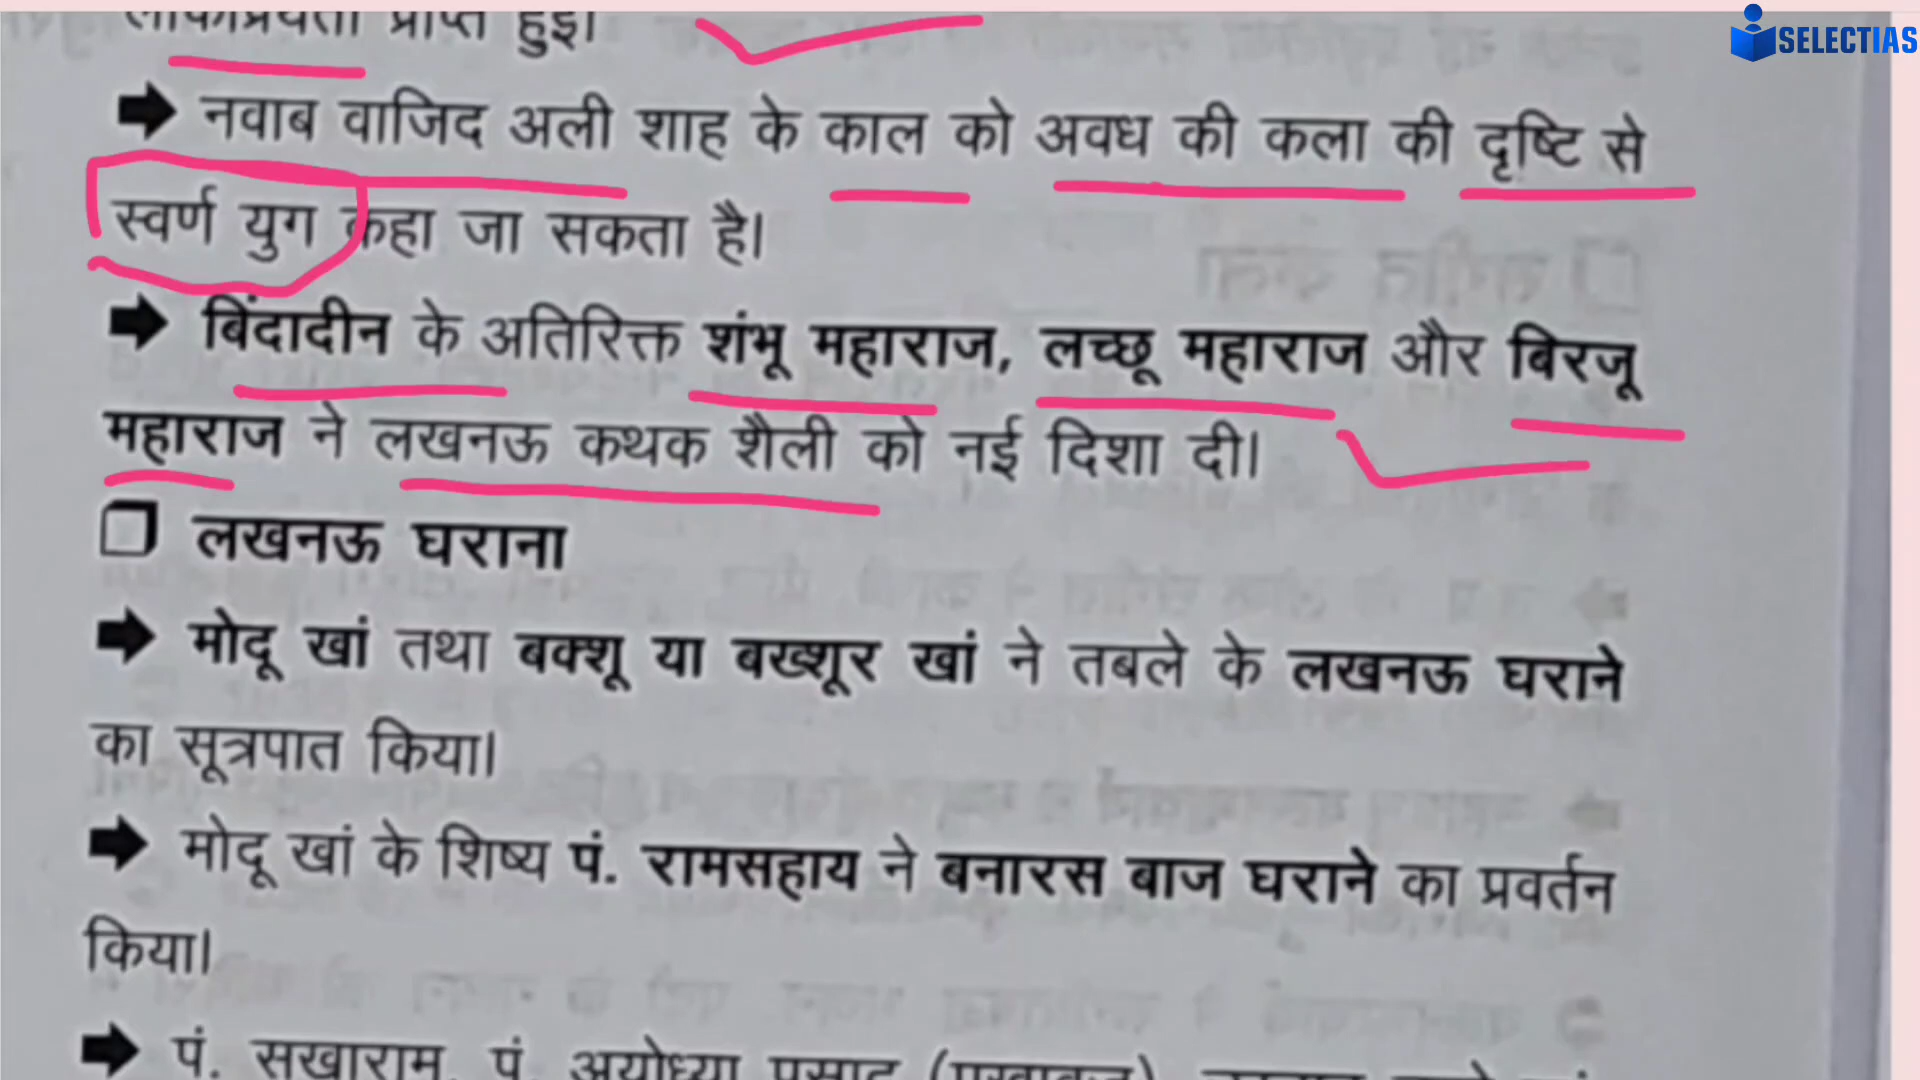 SELECTIAS
लोकप्रियता प्राप्त हुई।
नवाब वाजिद अली शाह के काल को अवध की कला की दृष्टि से
स्वर्ण युग कहा जा सकता है।
बिंदादीन के अतिरिक्त शंभू महाराज, लच्छू महाराज और बिरजू
महाराज ने लखनऊ कथक शैली को नई दिशा दी।
लखनऊ घराना
मोदू खां तथा बक्शू या बख्शूर खां ने तबले के लखनऊ घराने
का सूत्रपात किया।
मोदू खां के शिष्य पं. रामसहाय ने बनारस बाज घराने का प्रवर्तन
किया।
पं. सखाराम, पं. अयोध्या प्रसाद (पखावज),